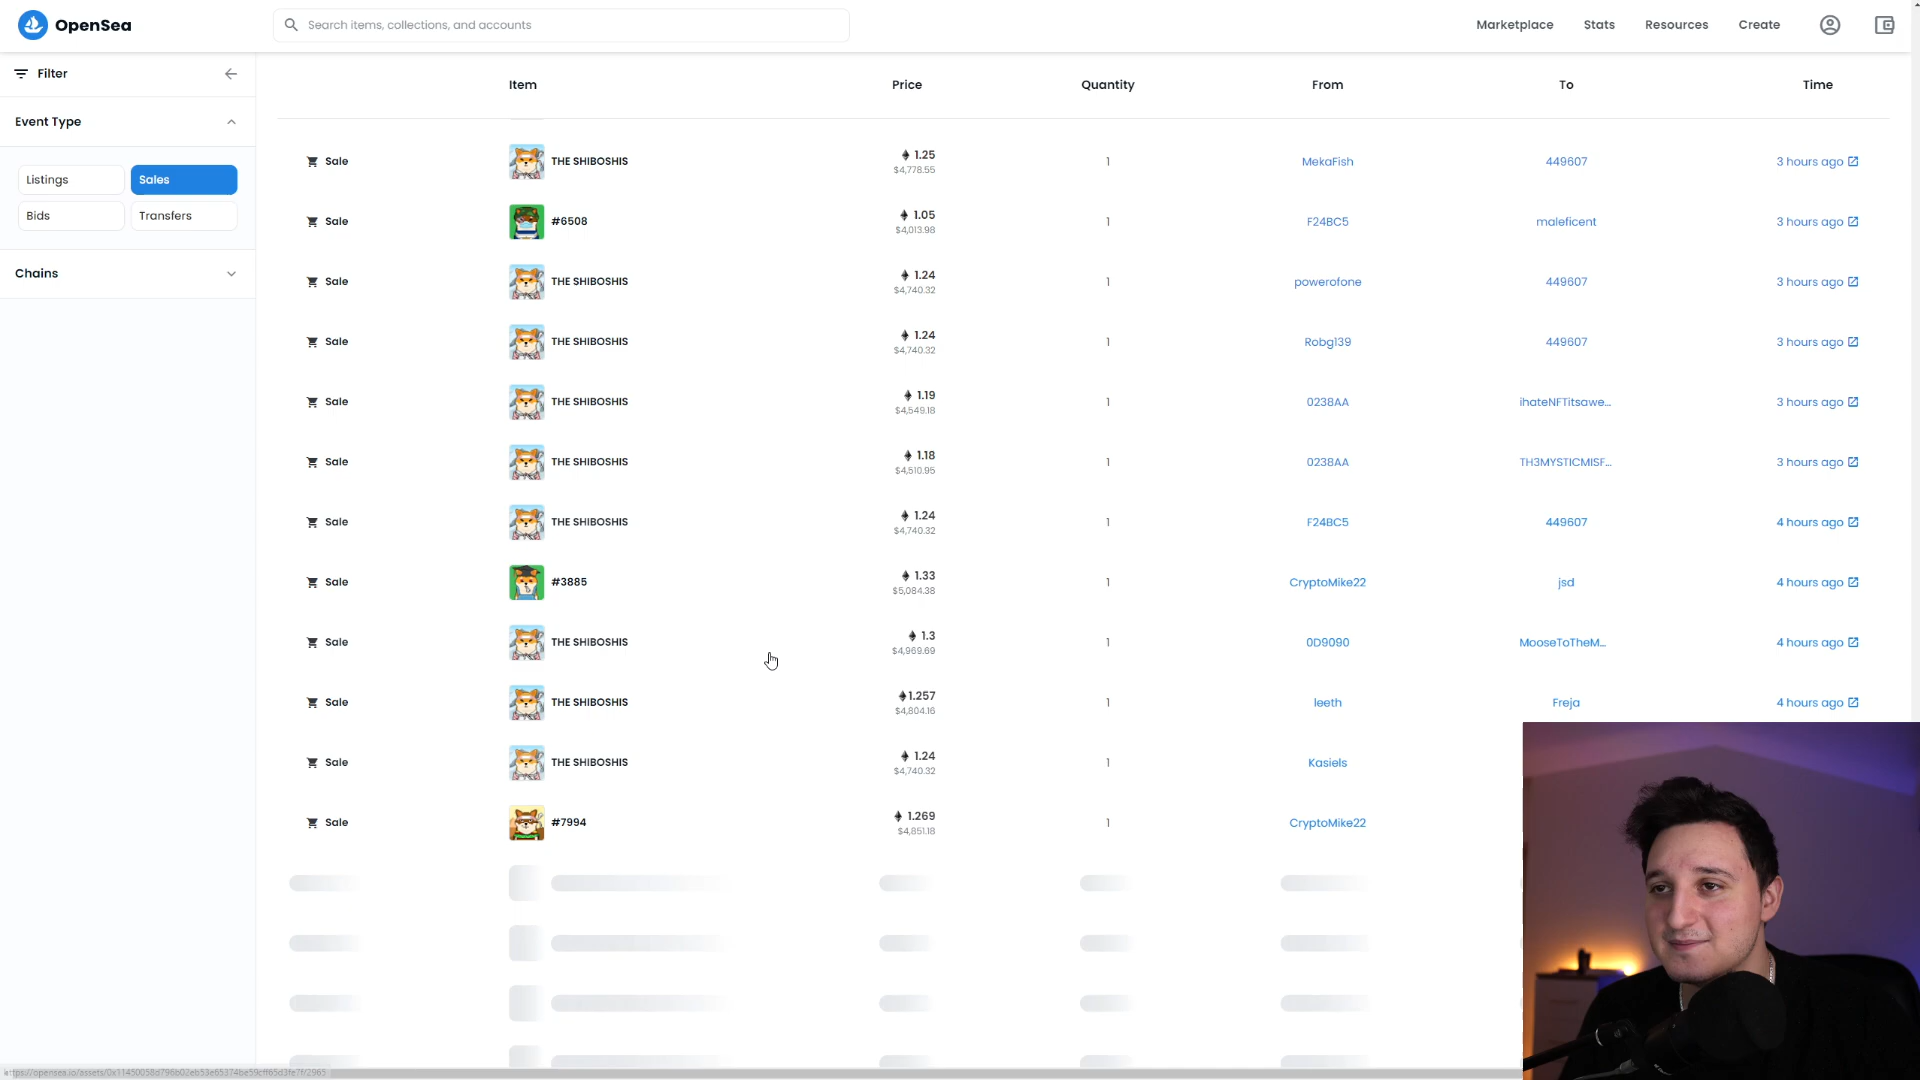 OpenSea
Search items, collections, and accounts
Marketplace Stats Resources Create
Filter
Event Type
Listings Sales
Bids Transfers
Chains
Item Price Quantity From To Time
Sale THE SHIBOSHIS 1.25 1 MekaFish 449607 3 hours ago
$4,778.55
Sale #6508 1.05 1 F24BC5 maleficent 3 hours ago
$4,013.98
Sale THE SHIBOSHIS 1.24 1 powerofone 449607 3 hours ago
$4,740.32
Sale THE SHIBOSHIS 1.24 1 Robg139 449607 3 hours ago
$4,740.32
Sale THE SHIBOSHIS 1.19 1 0238AA ihateNFTitsawe... 3 hours ago
$4,549.18
Sale THE SHIBOSHIS 1.18 1 0238AA TH3MYSTICMISF... 3 hours ago
$4,510.95
Sale THE SHIBOSHIS 1.24 1 F24BC5 449607 4 hours ago
$4,740.32
Sale #3885 1.33 1 CryptoMike22 jsd 4 hours ago
$5,084.38
Sale THE SHIBOSHIS 1.3 1 0D9090 MooseToTheM... 4 hours ago
$4,969.69
Sale THE SHIBOSHIS 1.257 1 leeth Freja 4 hours ago
$4,804.16
Sale THE SHIBOSHIS 1.24 1 Kasiels
$4,740.32
Sale #7994 1.269 1 CryptoMike22
$4,851.18